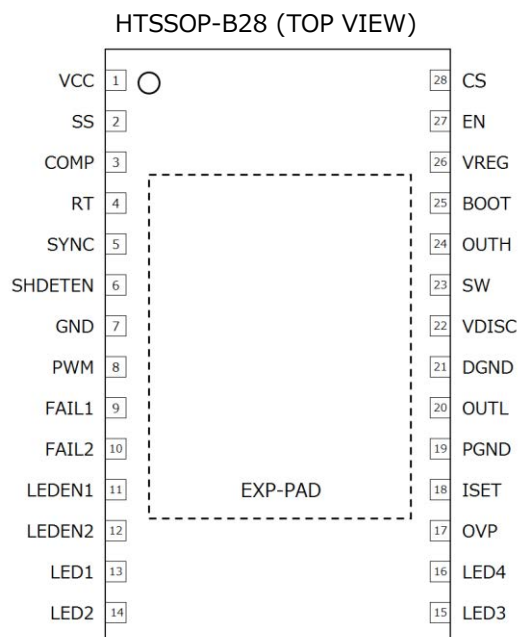 HTSSOP-B28 (TOP VIEW)
VCC 1 28 CS
SS 2 27 EN
COMP 3 26 VREG
RT 4 25 BOOT
SYNC 5 24 OUTH
SHDETEN 6 23 SW
GND 7 22 VDISC
PWM 8 21 DGND
FAIL1 9 20 OUTL
FAIL2 10 19 PGND
LEDEN1 11 EXP-PAD 18 ISET
LEDEN2 12 17 OVP
LED1 13 16 LED4
LED2 14 15 LED3